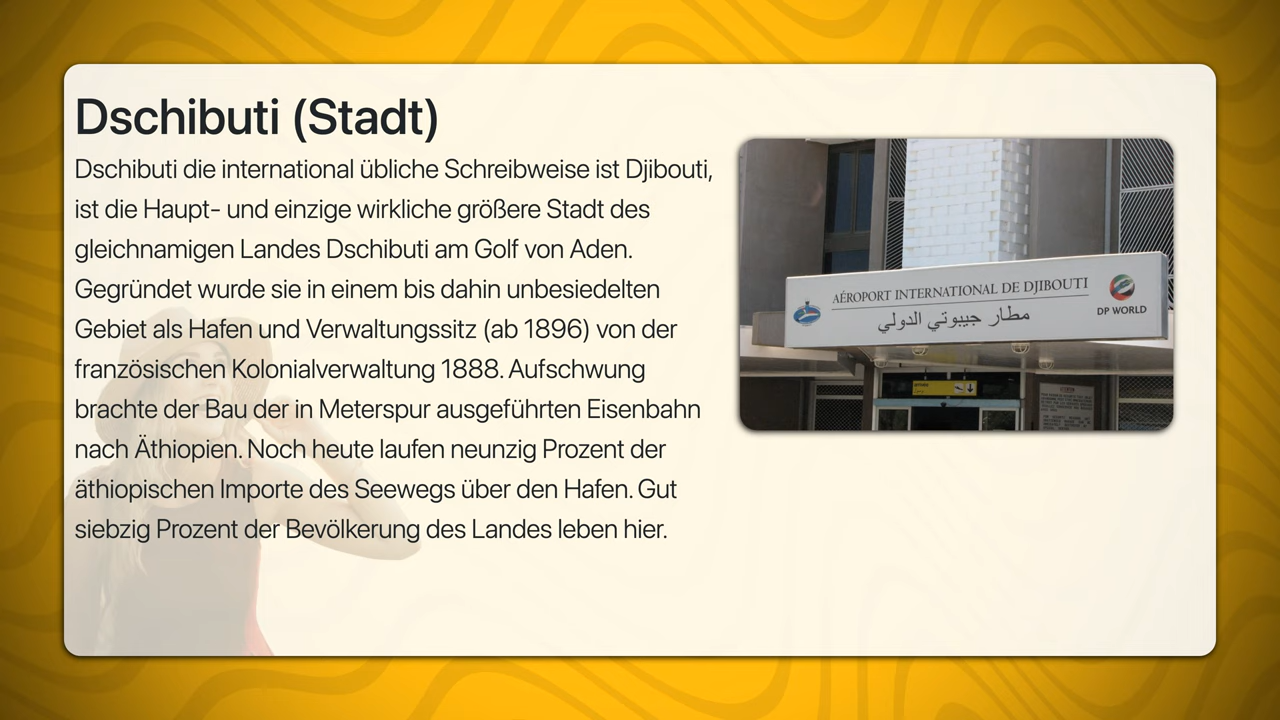 Dschibuti (Stadt)
Dschibuti die international übliche Schreibweise ist Djibouti,
ist die Haupt- und einzige wirkliche größere Stadt des
gleichnamigen Landes Dschibuti am Golf von Aden.
Gegründet wurde sie in einem bis dahin unbesiedelten
Gebiet als Hafen und Verwaltungssitz (ab 1896) von der
französischen Kolonialverwaltung 1888. Aufschwung
brachte der Bau der in Meterspur ausgeführten Eisenbahn
nach Äthiopien. Noch heute laufen neunzig Prozent der
äthiopischen Importe des Seewegs über den Hafen. Gut
siebzig Prozent der Bevölkerung des Landes leben hier.
AÉROPORT INTERNATIONAL DE DJIBOUTI
مطار جيبوتي الدولي
DP WORLD